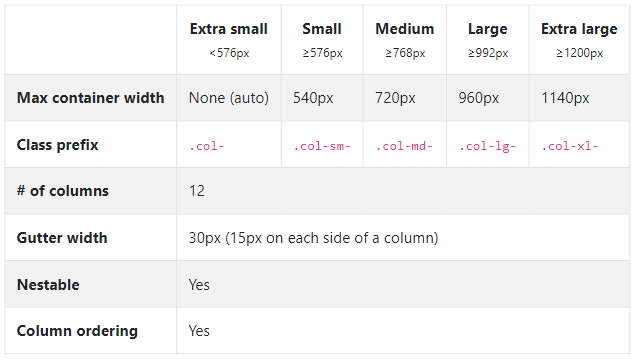 Extra small Small Medium Large Extra large
<576px ≥576px ≥768px ≥992px ≥1200px
Max container width None (auto) 540px 720px 960px 1140px
Class prefix .col- .col-sm- .col-md- .col-lg- .col-xl-
# of columns 12
Gutter width 30px (15px on each side of a column)
Nestable Yes
Column ordering Yes